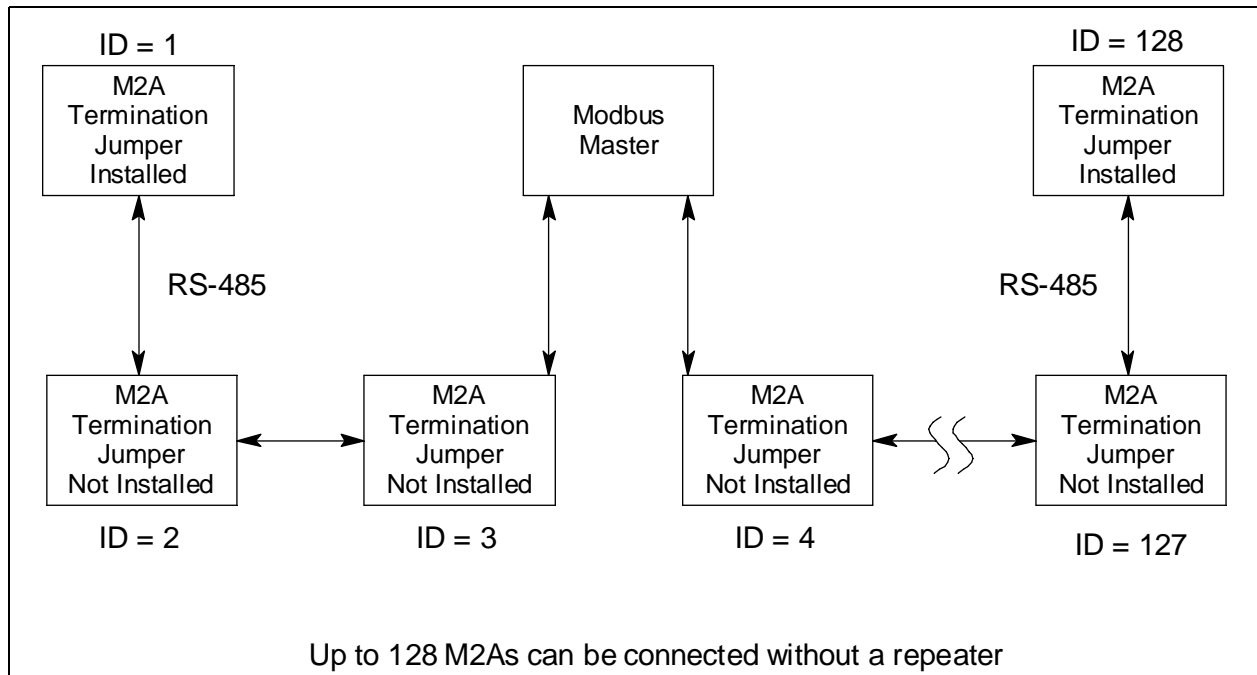 ID = 1
M2A
Termination
Jumper
Installed
Modbus
Master
ID = 128
M2A
Termination
Jumper
Installed
RS-485
RS-485
M2A
Termination
Jumper
Not Installed
ID = 2
M2A
Termination
Jumper
Not Installed
ID = 3
M2A
Termination
Jumper
Not Installed
ID = 4
M2A
Termination
Jumper
Not Installed
ID = 127
Up to 128 M2As can be connected without a repeater